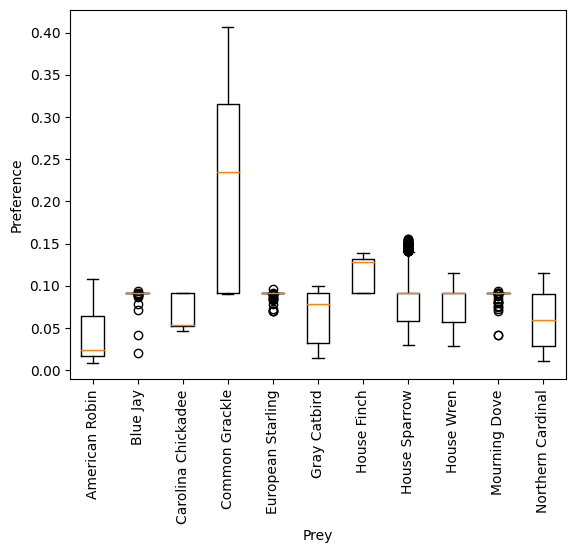 0.40
0.35
0.30
0.25
0.20
0.15
0.10
0.05
0.00
Preference
American Robin
Blue Jay
Carolina Chickadee
Common Grackle
European Starling
Gray Catbird
House Finch
House Sparrow
House Wren
Mourning Dove
Northern Cardinal
Prey